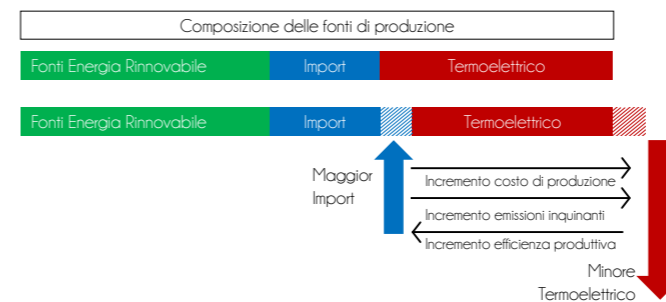 Composizione delle fonti di produzione
Fonti Energia Rinnovabile Import Termoelettrico
Fonti Energia Rinnovabile Import Termoelettrico
Maggior
Import
Incremento costo di produzione
Incremento emissioni inquinanti
Incremento efficienza produttiva
Minore
Termoelettrico